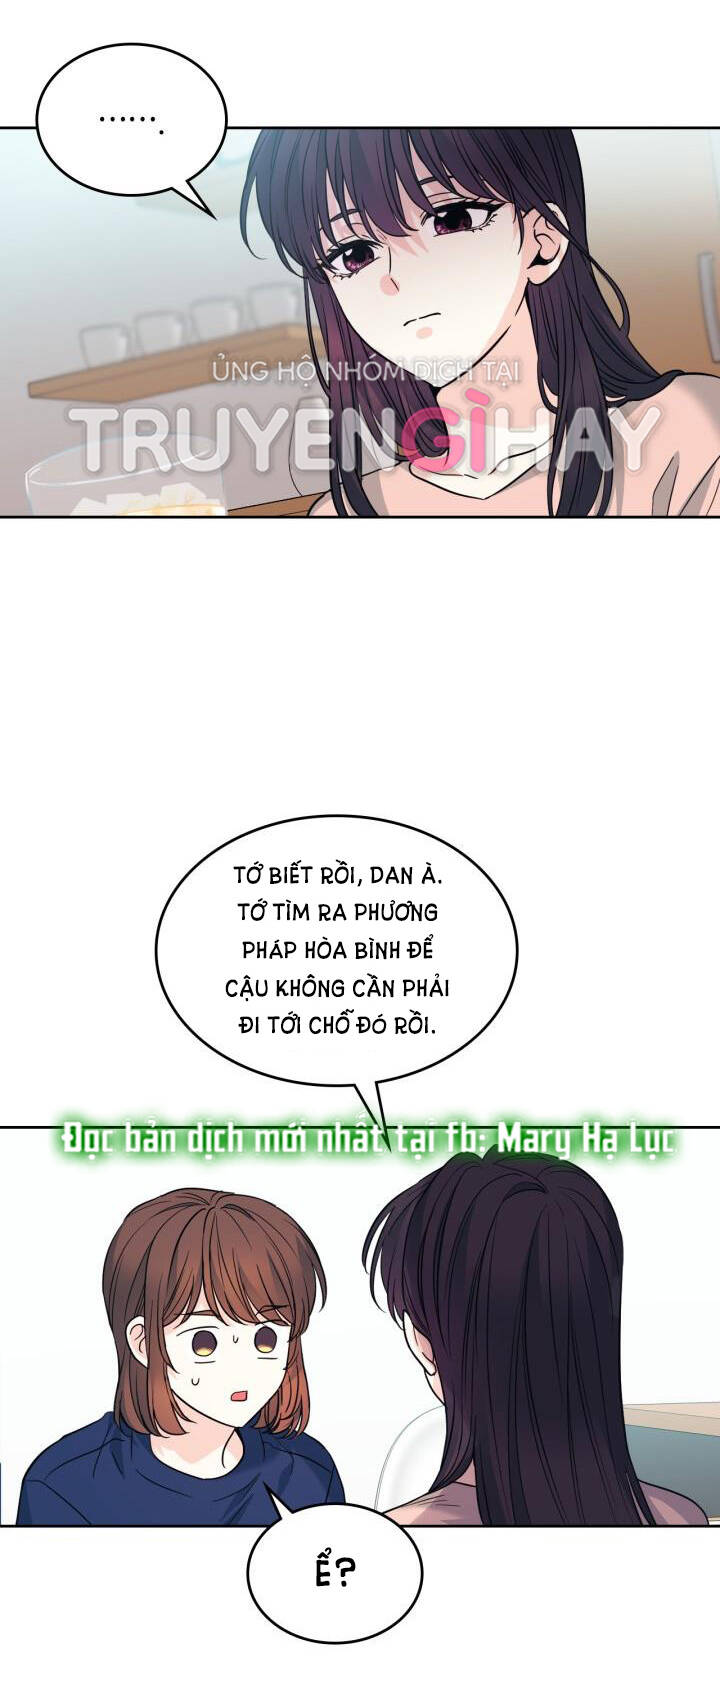 .......
ỦNG HỘ NHÓM DỊCH TẠI
TRUYENGIHAY
TỚ BIẾT RỒI, DAN À.
TỚ TÌM RA PHƯƠNG
PHÁP HÒA BÌNH ĐỂ
CẬU KHÔNG CẦN PHẢI
ĐI TỚI CHỖ ĐÓ RỒI.
Đọc bản dịch mới nhất tại fb: Mary Hạ Lục
Ể?